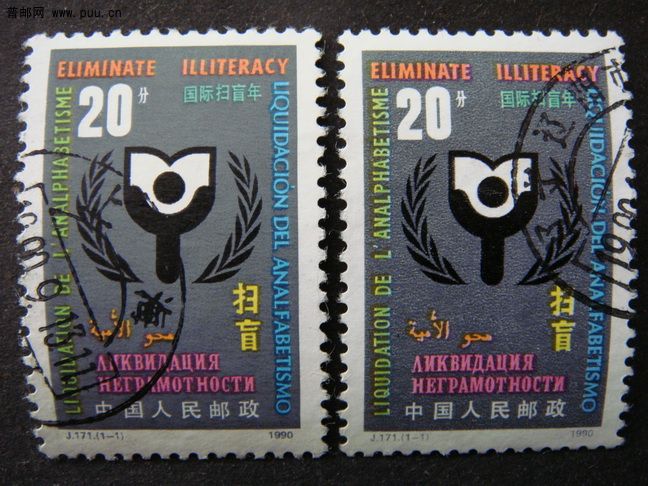 普邮网 www.puu.cn
ELIMINATE ILLITERACY
20分
国际扫盲年
LIQUIDATION DE L'ANALPHABETISME
LIQUIDACIÓN DEL ANALFABETISMO
扫盲
محو الأمية
ЛИКВИДАЦИЯ
НЕГРАМОТНОСТИ
中国人民邮政
J.171.(1-1) 1990
ELIMINATE ILLITERACY
20分
国际扫盲年
LIQUIDATION DE L'ANALPHABETISME
LIQUIDACIÓN DEL ANALFABETISMO
扫盲
محو الأمية
ЛИКВИДАЦИЯ
НЕГРАМОТНОСТИ
中国人民邮政
J.171.(1-1) 1990